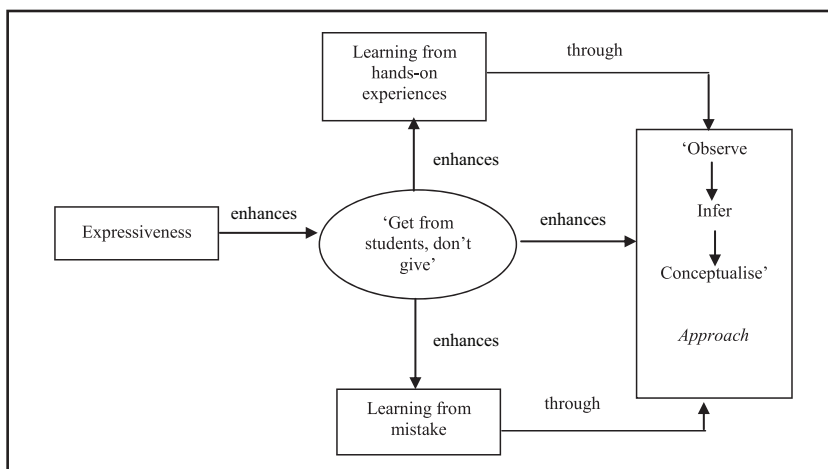 Learning from
hands-on
experiences
through
enhances
‘Observe
Infer
Conceptualise’
Approach
Expressiveness
enhances
‘Get from
students, don’t
give’
enhances
enhances
Learning from
mistake
through